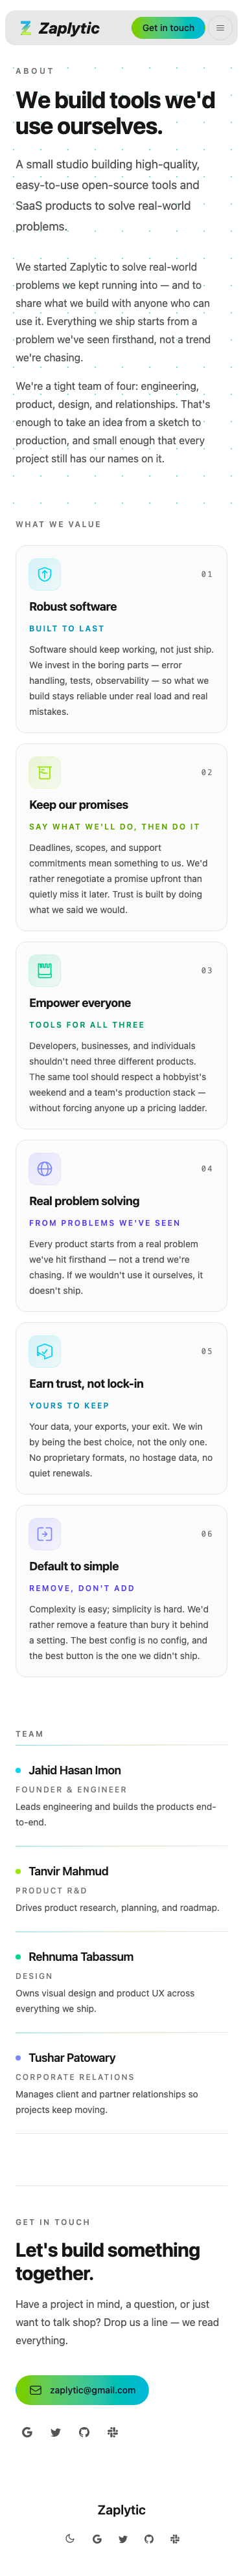 Zaplytic
Get in touch
ABOUT
We build tools we'd
use ourselves.
A small studio building high-quality,
easy-to-use open-source tools and
SaaS products to solve real-world
problems.
We started Zaplytic to solve real-world
problems we kept running into — and to
share what we build with anyone who can
use it. Everything we ship starts from a
problem we've seen firsthand, not a trend
we're chasing.
We're a tight team of four: engineering,
product, design, and relationships. That's
enough to take an idea from a sketch to
production, and small enough that every
project still has our names on it.
WHAT WE VALUE
01
Robust software
BUILT TO LAST
Software should keep working, not just ship.
We invest in the boring parts — error
handling, tests, observability — so what we
build stays reliable under real load and real
mistakes.
02
Keep our promises
SAY WHAT WE'LL DO, THEN DO IT
Deadlines, scopes, and support
commitments mean something to us. We'd
rather renegotiate a promise upfront than
quietly miss it later. Trust is built by doing
what we said we would.
03
Empower everyone
TOOLS FOR ALL THREE
Developers, businesses, and individuals
shouldn't need three different products.
The same tool should respect a hobbyist's
weekend and a team's production stack —
without forcing anyone up a pricing ladder.
04
Real problem solving
FROM PROBLEMS WE'VE SEEN
Every product starts from a real problem
we've hit firsthand — not a trend we're
chasing. If we wouldn't use it ourselves, it
doesn't ship.
05
Earn trust, not lock-in
YOURS TO KEEP
Your data, your exports, your exit. We win
by being the best choice, not the only one.
No proprietary formats, no hostage data, no
quiet renewals.
06
Default to simple
REMOVE, DON'T ADD
Complexity is easy; simplicity is hard. We'd
rather remove a feature than bury it behind
a setting. The best config is no config, and
the best button is the one we didn't ship.
TEAM
Jahid Hasan Imon
FOUNDER & ENGINEER
Leads engineering and builds the products end-
to-end.
Tanvir Mahmud
PRODUCT R&D
Drives product research, planning, and roadmap.
Rehnuma Tabassum
DESIGN
Owns visual design and product UX across
everything we ship.
Tushar Patowary
CORPORATE RELATIONS
Manages client and partner relationships so
projects keep moving.
GET IN TOUCH
Let's build something
together.
Have a project in mind, a question, or just
want to talk shop? Drop us a line — we read
everything.
zaplytic@gmail.com
Zaplytic